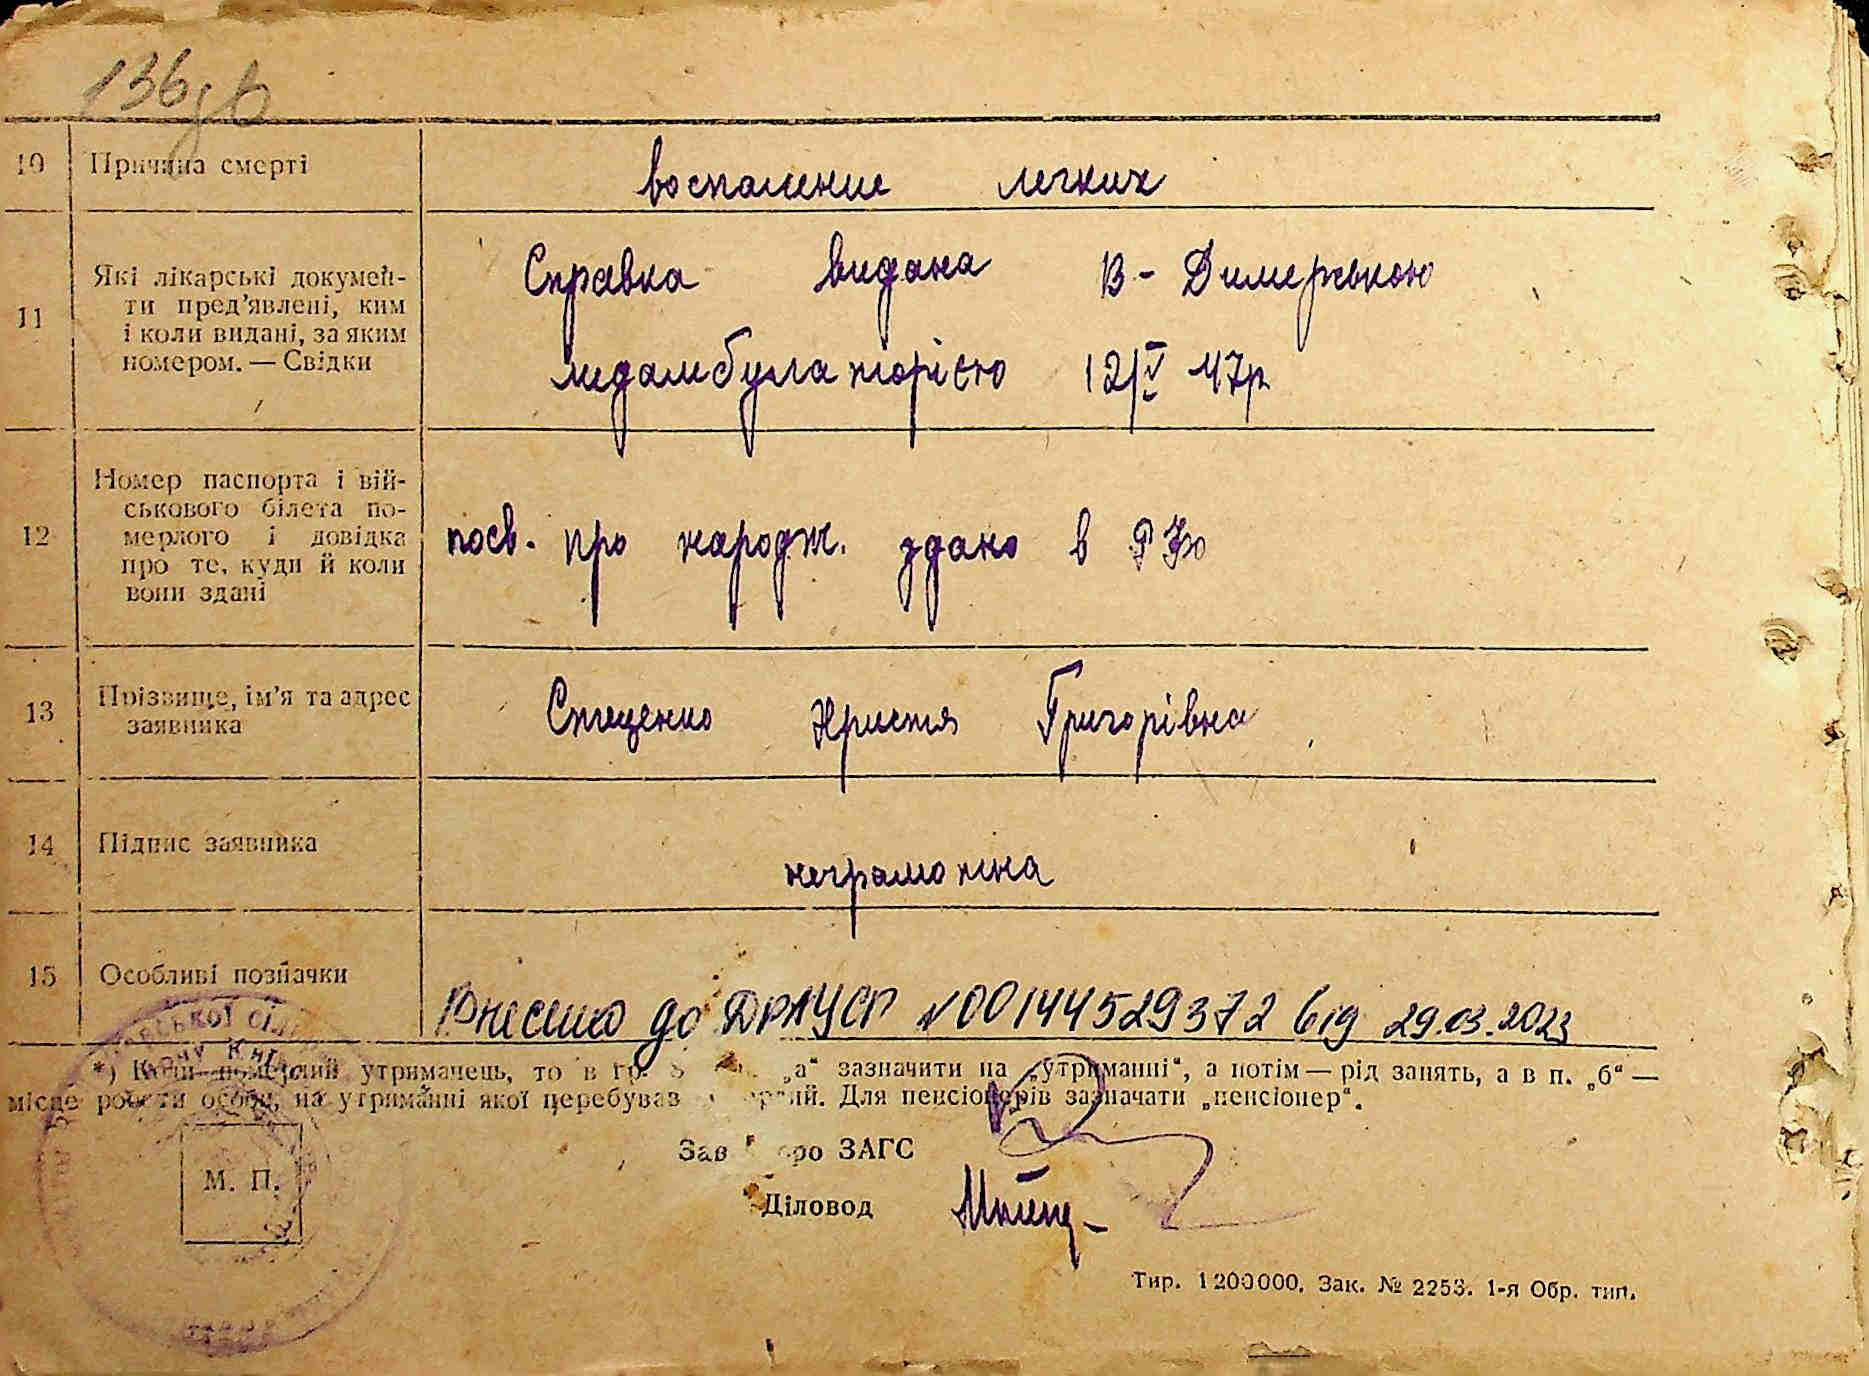 136 зв
10 Причина смерті воспаление легких
11 Які лікарські докумен-
ти пред'явлені, ким
і коли видані, за яким
номером. — Свідки
Справка видана В-Димерською
медамбулаторією 12/V 47р
12 Номер паспорта і вій-
ськового білета по-
мерлого і довідка
про те, куди й коли
вони здані
посв. про народж. здано в
13 Прізвище, ім'я та адрес
заявника
Христя Григорівна
14 Підпис заявника неграмотна
15 Особливі позначки
Внесено до ДРАЦСГ №00144529372 від 29.03.2023
*) Коли померлий утриманець, то в гр. 8 „а“ зазначити на „утриманні“, а потім — рід занять, а в п. „б“ —
місце роботи особи, на утриманні якої перебував померлий. Для пенсіонерів зазначати „пенсіонер“.
Зав бюро ЗАГС
М. П.
Діловод
Тир. 1200000. Зак. № 2253. 1-я Обр. тип.